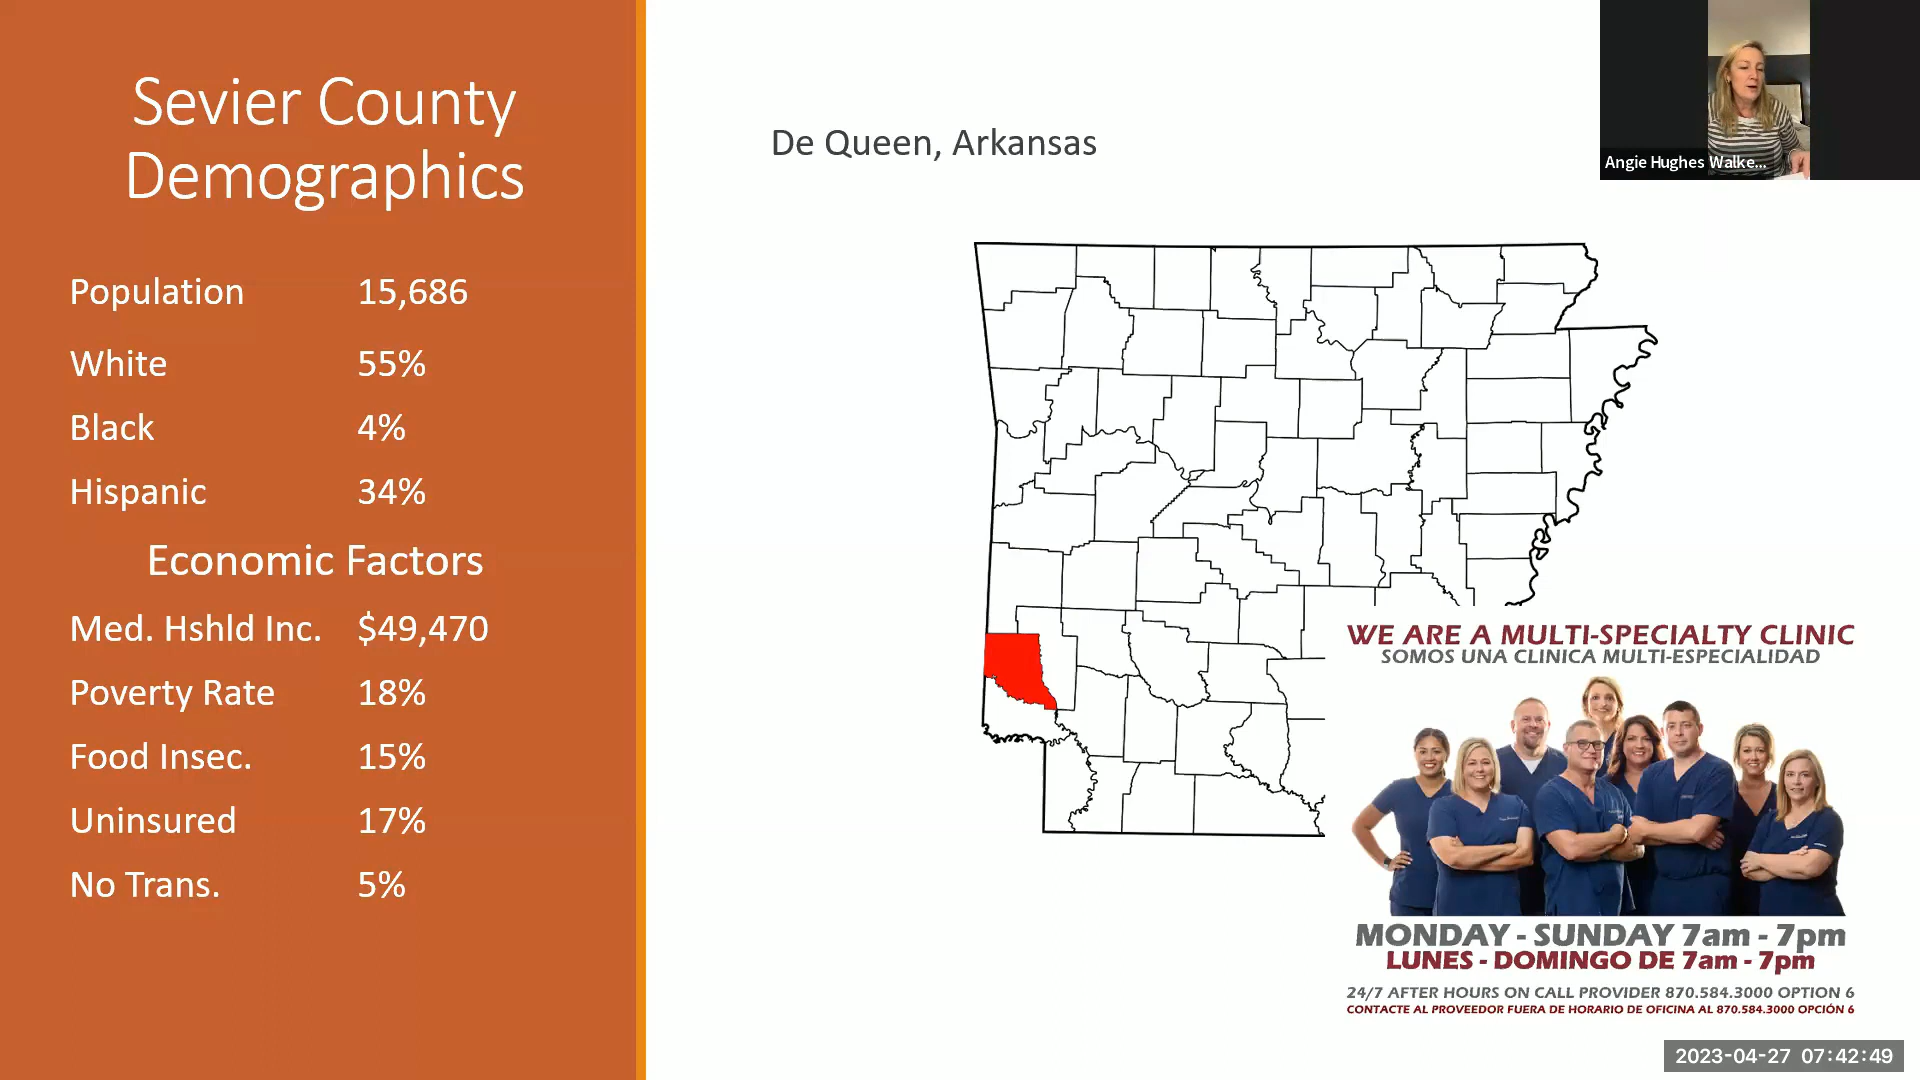 Sevier County
Demographics
Population 15,686
White 55%
Black 4%
Hispanic 34%
Economic Factors
Med. Hshld Inc. $49,470
Poverty Rate 18%
Food Insec. 15%
Uninsured 17%
No Trans. 5%
De Queen, Arkansas
Angie Hughes Walke...
WE ARE A MULTI-SPECIALTY CLINIC
SOMOS UNA CLINICA MULTI-ESPECIALIDAD
MONDAY - SUNDAY 7am - 7pm
LUNES - DOMINGO DE 7am - 7pm
24/7 AFTER HOURS ON CALL PROVIDER 870.584.3000 OPTION 6
CONTACTE AL PROVEEDOR FUERA DE HORARIO DE OFICINA AL 870.584.3000 OPCIÓN 6
2023-04-27 07:42:49